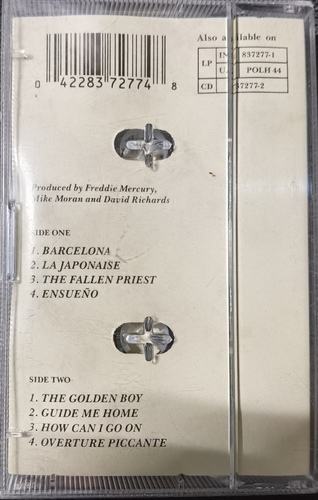 Also available on
LP
837277-1
POLH 44
CD
37277-2
0 42283 72774 8
Produced by Freddie Mercury,
Mike Moran and David Richards
SIDE ONE
1. BARCELONA
2. LA JAPONAISE
3. THE FALLEN PRIEST
4. ENSUEÑO
SIDE TWO
1. THE GOLDEN BOY
2. GUIDE ME HOME
3. HOW CAN I GO ON
4. OVERTURE PICCANTE